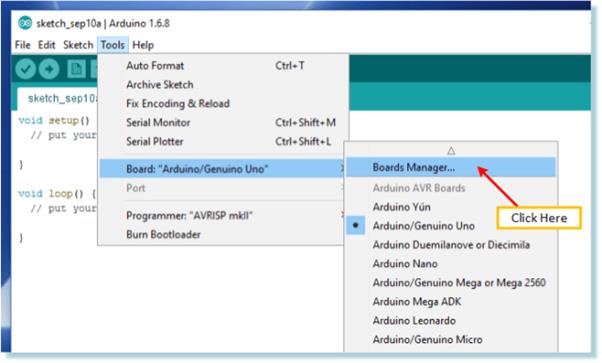 sketch_sep10a | Arduino 1.6.8
File Edit Sketch Tools Help
sketch_sep10a
void setup()
// put your
}
void loop() {
// put your
}
Auto Format Ctrl+T
Archive Sketch
Fix Encoding & Reload
Serial Monitor Ctrl+Shift+M
Serial Plotter Ctrl+Shift+L
Board: "Arduino/Genuino Uno"
Port
Programmer: "AVRISP mkII"
Burn Bootloader
Boards Manager...
Arduino AVR Boards
Arduino Yún
Arduino/Genuino Uno
Arduino Duemilanove or Diecimila
Arduino Nano
Arduino/Genuino Mega or Mega 2560
Arduino Mega ADK
Arduino Leonardo
Arduino/Genuino Micro
Click Here